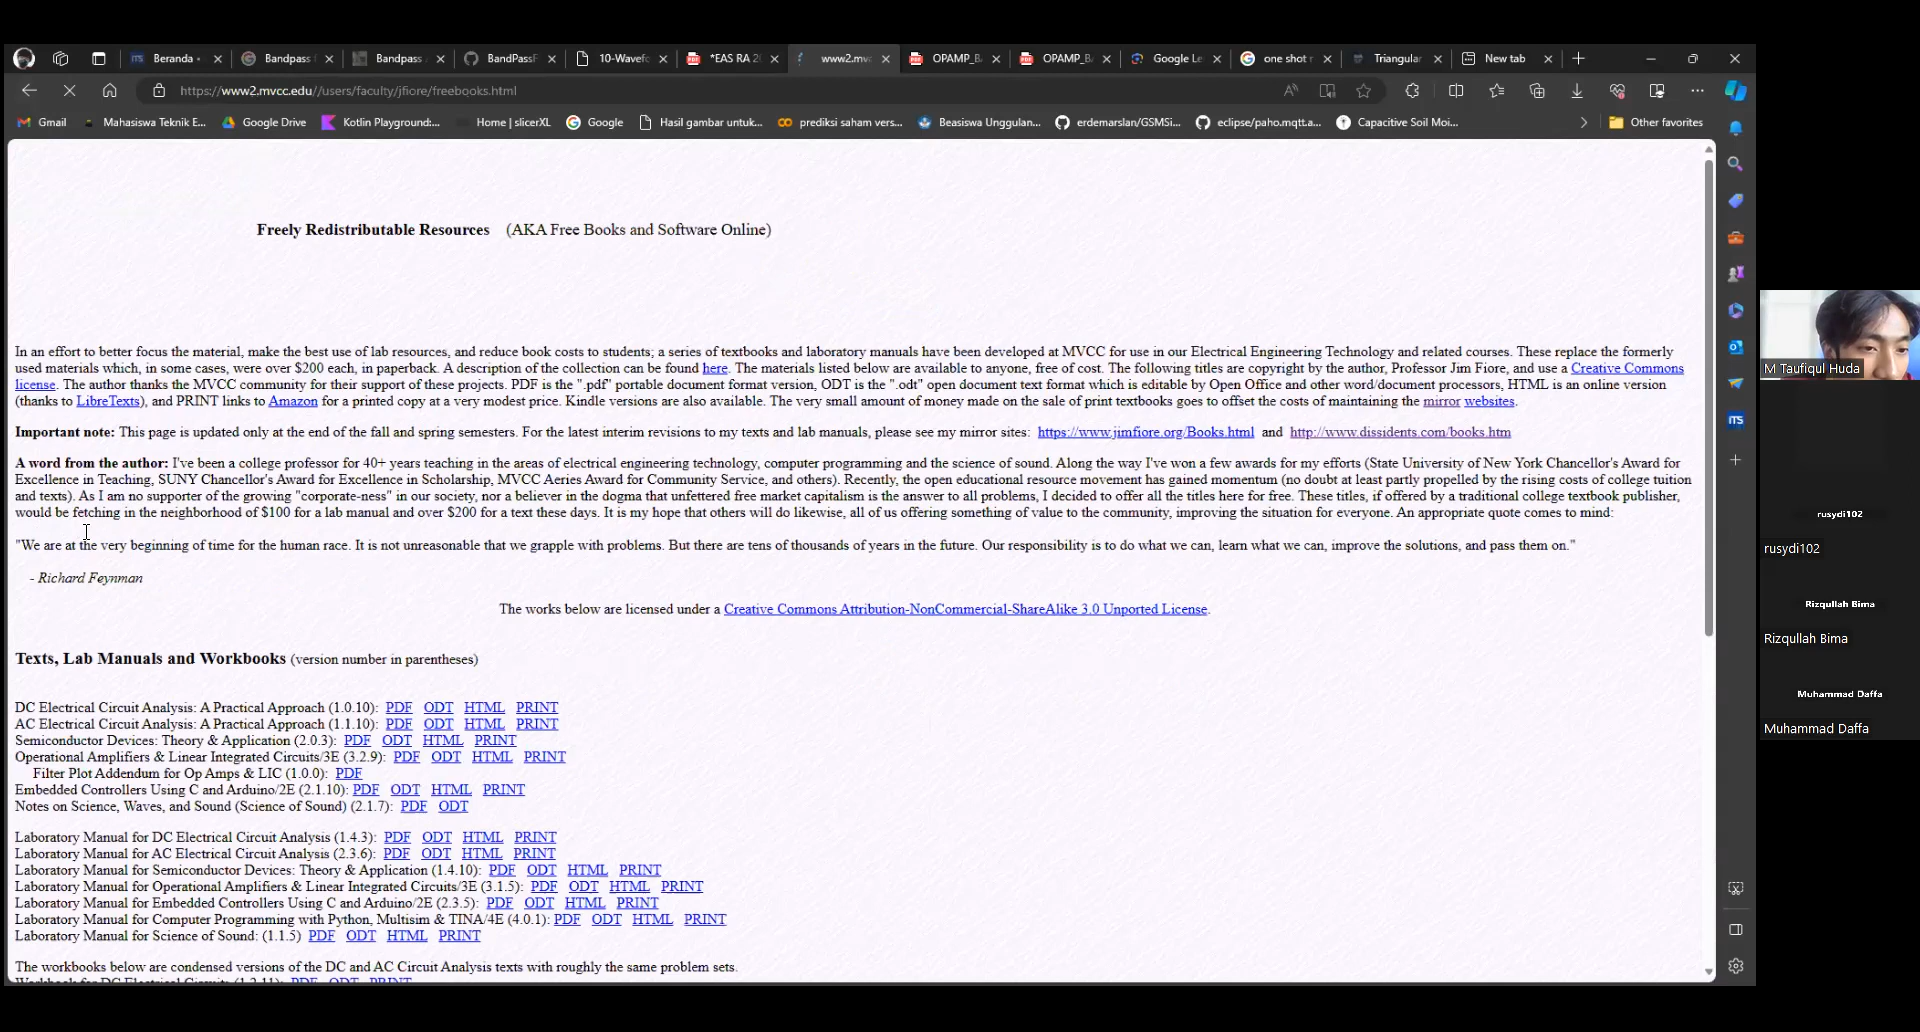 Beranda
Bandpass
Bandpass
BandPassF
10-Wavefo
*EAS RA 2
www2.mv
OPAMP_B
OPAMP_B
Google Le
one shot
Triangular
New tab
https://www2.mvcc.edu//users/faculty/jfiore/freebooks.html
Gmail
Mahasiswa Teknik E...
Google Drive
Kotlin Playground:...
Home | slicerXL
Google
Hasil gambar untuk...
prediksi saham vers...
Beasiswa Unggulan...
erdemarslan/GSMSi...
eclipse/paho.mqtt.a...
Capacitive Soil Moi...
Other favorites
Freely Redistributable Resources (AKA Free Books and Software Online)
In an effort to better focus the material, make the best use of lab resources, and reduce book costs to students; a series of textbooks and laboratory manuals have been developed at MVCC for use in our Electrical Engineering Technology and related courses. These replace the formerly
used materials which, in some cases, were over $200 each, in paperback. A description of the collection can be found here. The materials listed below are available to anyone, free of cost. The following titles are copyright by the author, Professor Jim Fiore, and use a Creative Commons
license. The author thanks the MVCC community for their support of these projects. PDF is the ".pdf" portable document format version, ODT is the ".odt" open document text format which is editable by Open Office and other word/document processors, HTML is an online version
(thanks to LibreTexts), and PRINT links to Amazon for a printed copy at a very modest price. Kindle versions are also available. The very small amount of money made on the sale of print textbooks goes to offset the costs of maintaining the mirror websites.
Important note: This page is updated only at the end of the fall and spring semesters. For the latest interim revisions to my texts and lab manuals, please see my mirror sites: https://www.jimfiore.org/Books.html and http://www.dissidents.com/books.htm
A word from the author: I've been a college professor for 40+ years teaching in the areas of electrical engineering technology, computer programming and the science of sound. Along the way I've won a few awards for my efforts (State University of New York Chancellor's Award for
Excellence in Teaching, SUNY Chancellor's Award for Excellence in Scholarship, MVCC Aeries Award for Community Service, and others). Recently, the open educational resource movement has gained momentum (no doubt at least partly propelled by the rising costs of college tuition
and texts). As I am no supporter of the growing "corporate-ness" in our society, nor a believer in the dogma that unfettered free market capitalism is the answer to all problems, I decided to offer all the titles here for free. These titles, if offered by a traditional college textbook publisher,
would be fetching in the neighborhood of $100 for a lab manual and over $200 for a text these days. It is my hope that others will do likewise, all of us offering something of value to the community, improving the situation for everyone. An appropriate quote comes to mind:
"We are at the very beginning of time for the human race. It is not unreasonable that we grapple with problems. But there are tens of thousands of years in the future. Our responsibility is to do what we can, learn what we can, improve the solutions, and pass them on."
- Richard Feynman
The works below are licensed under a Creative Commons Attribution-NonCommercial-ShareAlike 3.0 Unported License.
Texts, Lab Manuals and Workbooks (version number in parentheses)
DC Electrical Circuit Analysis: A Practical Approach (1.0.10): PDF ODT HTML PRINT
AC Electrical Circuit Analysis: A Practical Approach (1.1.10): PDF ODT HTML PRINT
Semiconductor Devices: Theory & Application (2.0.3): PDF ODT HTML PRINT
Operational Amplifiers & Linear Integrated Circuits/3E (3.2.9): PDF ODT HTML PRINT
Filter Plot Addendum for Op Amps & LIC (1.0.0): PDF
Embedded Controllers Using C and Arduino/2E (2.1.10): PDF ODT HTML PRINT
Notes on Science, Waves, and Sound (Science of Sound) (2.1.7): PDF ODT
Laboratory Manual for DC Electrical Circuit Analysis (1.4.3): PDF ODT HTML PRINT
Laboratory Manual for AC Electrical Circuit Analysis (2.3.6): PDF ODT HTML PRINT
Laboratory Manual for Semiconductor Devices: Theory & Application (1.4.10): PDF ODT HTML PRINT
Laboratory Manual for Operational Amplifiers & Linear Integrated Circuits/3E (3.1.5): PDF ODT HTML PRINT
Laboratory Manual for Embedded Controllers Using C and Arduino/2E (2.3.5): PDF ODT HTML PRINT
Laboratory Manual for Computer Programming with Python, Multisim & TINA/4E (4.0.1): PDF ODT HTML PRINT
Laboratory Manual for Science of Sound: (1.1.5) PDF ODT HTML PRINT
The workbooks below are condensed versions of the DC and AC Circuit Analysis texts with roughly the same problem sets.
M Taufiqul Huda
rusydi102
rusydi102
Rizqullah Bima
Rizqullah Bima
Muhammad Daffa
Muhammad Daffa